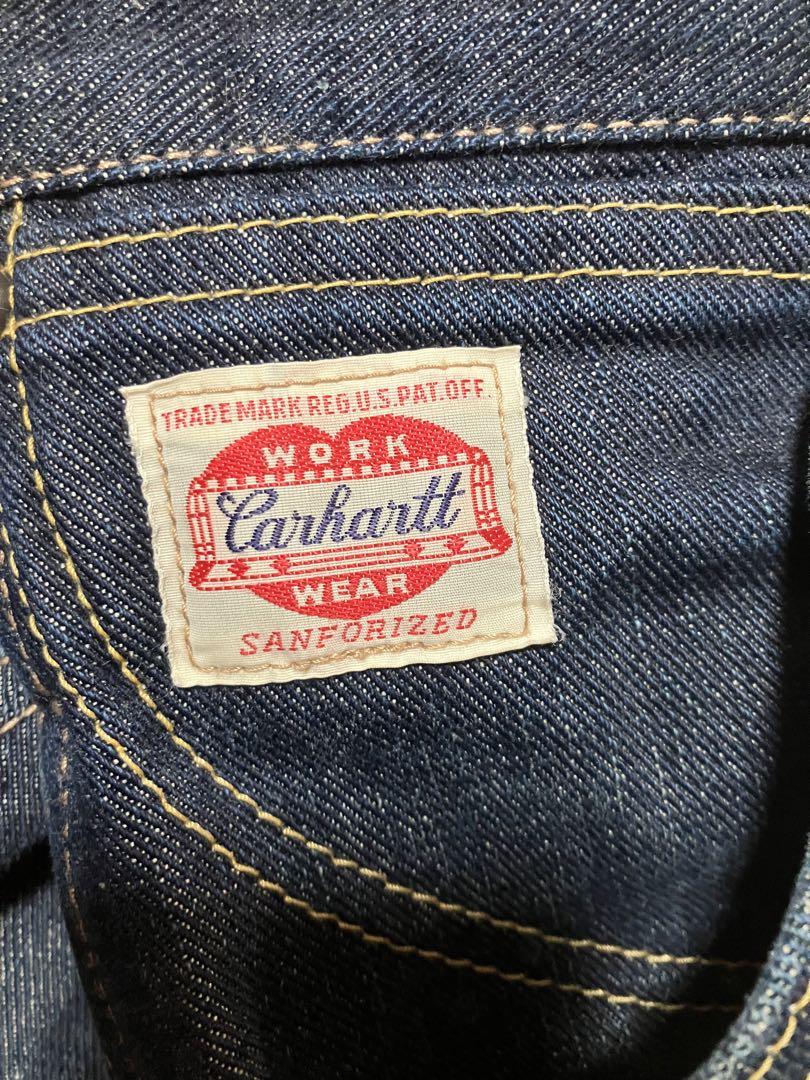 TRADE MARK REG.U.S.PAT.OFF.
WORK
Carhartt
WEAR
SANFORIZED